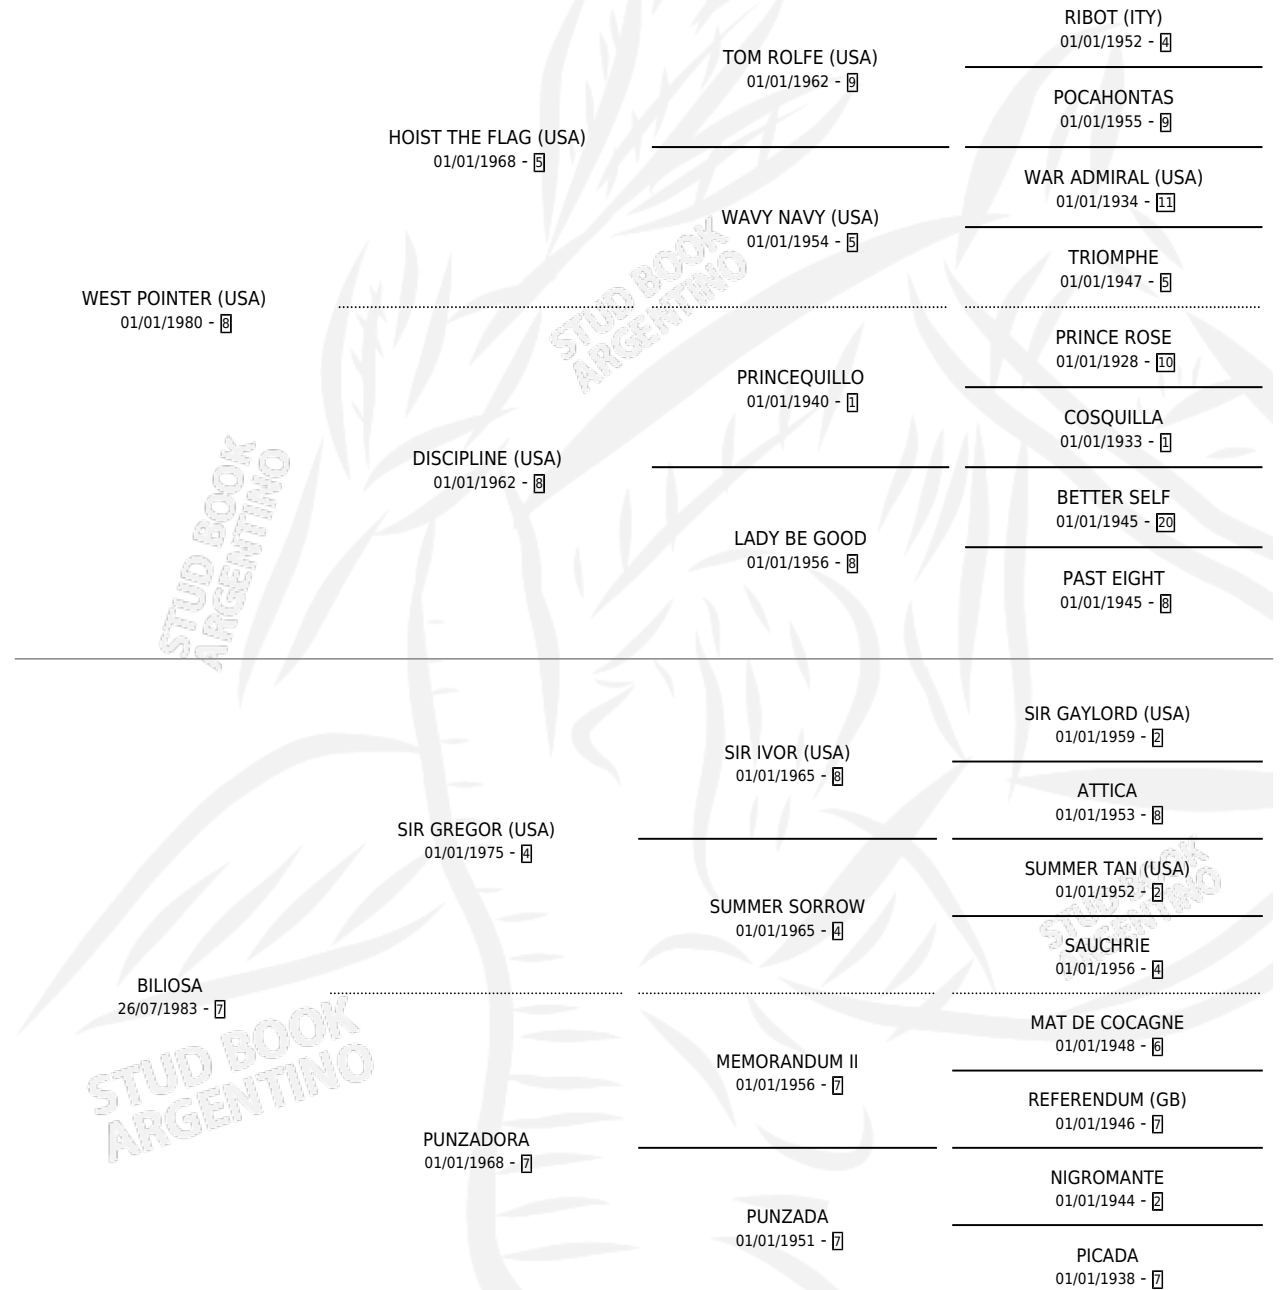 RIBOT (ITY)
01/01/1952 - 4
TOM ROLFE (USA)
01/01/1962 - 9
POCAHONTAS
01/01/1955 - 9
HOIST THE FLAG (USA)
01/01/1968 - 5
WAR ADMIRAL (USA)
01/01/1934 - 11
WAVY NAVY (USA)
01/01/1954 - 5
TRIOMPHE
01/01/1947 - 5
WEST POINTER (USA)
01/01/1980 - 8
PRINCE ROSE
01/01/1928 - 10
PRINCEQUILLO
01/01/1940 - 1
COSQUILLA
01/01/1933 - 1
DISCIPLINE (USA)
01/01/1962 - 8
BETTER SELF
01/01/1945 - 20
LADY BE GOOD
01/01/1956 - 8
PAST EIGHT
01/01/1945 - 8
SIR GAYLORD (USA)
01/01/1959 - 2
SIR IVOR (USA)
01/01/1965 - 8
ATTICA
01/01/1953 - 8
SIR GREGOR (USA)
01/01/1975 - 4
SUMMER TAN (USA)
01/01/1952 - 2
SUMMER SORROW
01/01/1965 - 4
SAUCHRIE
01/01/1956 - 4
BILIOSA
26/07/1983 - 7
MAT DE COCAGNE
01/01/1948 - 6
MEMORANDUM II
01/01/1956 - 7
REFERENDUM (GB)
01/01/1946 - 7
PUNZADORA
01/01/1968 - 7
NIGROMANTE
01/01/1944 - 2
PUNZADA
01/01/1951 - 7
PICADA
01/01/1938 - 7
STUD BOOK
ARGENTINO
STUD BOOK
ARGENTINO
STUD BOOK
ARGENTINO
STUD BOOK
ARGENTINO